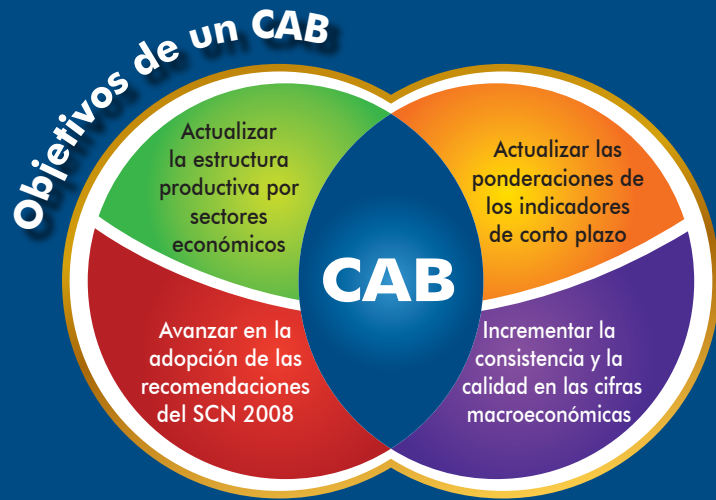 Objetivos de un CAB
Actualizar
la estructura
productiva por
sectores
económicos
Actualizar las
ponderaciones de
los indicadores
de corto plazo
CAB
Avanzar en la
adopción de las
recomendaciones
del SCN 2008
Incrementar la
consistencia y la
calidad en las cifras
macroeconómicas